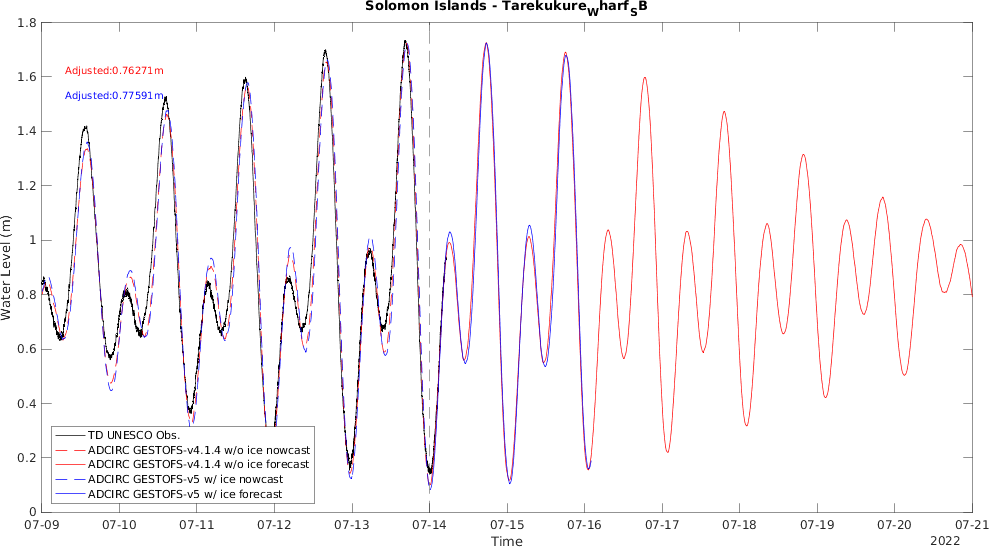 Solomon Islands - TarekukureWharfSB
1.8
1.6
1.4
1.2
1
0.8
0.6
0.4
0.2
0
Water Level (m)
Adjusted:0.76271m
Adjusted:0.77591m
TD UNESCO Obs.
ADCIRC GESTOFS-v4.1.4 w/o ice nowcast
ADCIRC GESTOFS-v4.1.4 w/o ice forecast
ADCIRC GESTOFS-v5 w/ ice nowcast
ADCIRC GESTOFS-v5 w/ ice forecast
07-09 07-10 07-11 07-12 07-13 07-14 07-15 07-16 07-17 07-18 07-19 07-20 07-21
Time
2022